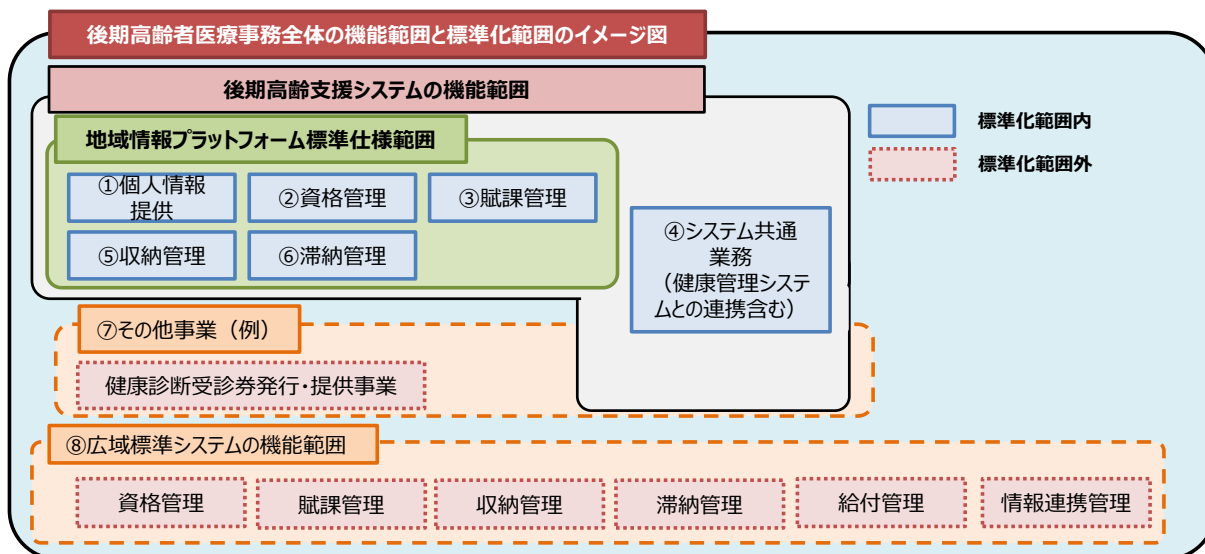 後期高齢者医療事務全体の機能範囲と標準化範囲のイメージ図
後期高齢支援システムの機能範囲
地域情報プラットフォーム標準仕様範囲
標準化範囲内
標準化範囲外
①個人情報
提供
②資格管理
③賦課管理
④システム共通
業務
（健康管理システ
ムとの連携含む）
⑤収納管理
⑥滞納管理
⑦その他事業（例）
健康診断受診券発行・提供事業
⑧広域標準システムの機能範囲
資格管理
賦課管理
収納管理
滞納管理
給付管理
情報連携管理